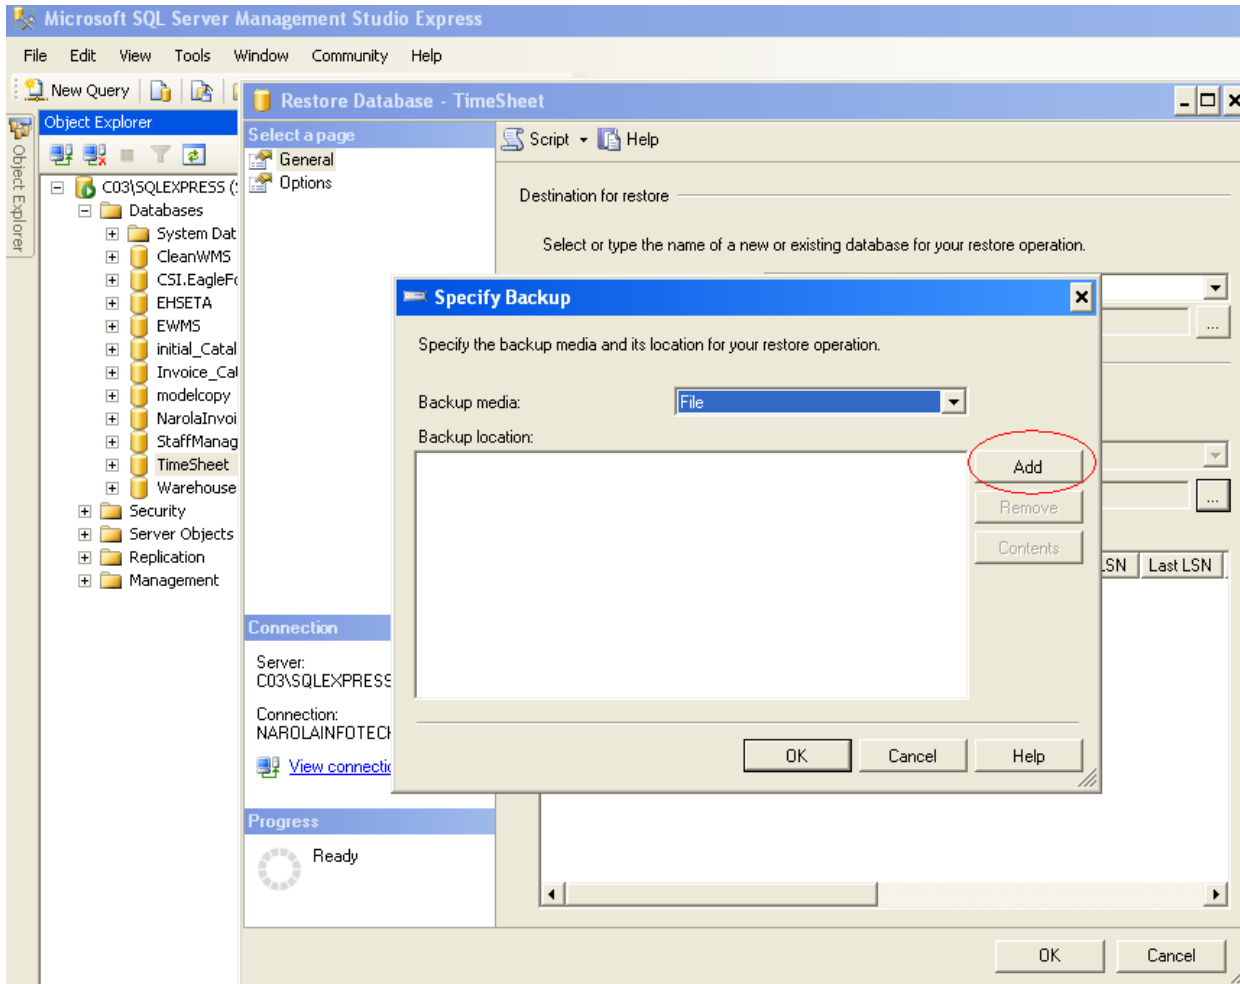 Microsoft SQL Server Management Studio Express
File Edit View Tools Window Community Help
New Query
Object Explorer
Object Explorer
C03\SQLEXPRESS (
Databases
System Dat
CleanWMS
CSI.EagleF
EHSETA
EWMS
initial_Catal
Invoice_Cal
modelcopy
NarolaInvoi
StaffManag
TimeSheet
Warehouse
Security
Server Objects
Replication
Management
Restore Database - TimeSheet
Select a page
General
Options
Script Help
Destination for restore
Select or type the name of a new or existing database for your restore operation.
...
...
.SN Last LSN
Specify Backup
Specify the backup media and its location for your restore operation.
Backup media: File
Backup location:
Add
Remove
Contents
OK Cancel Help
Connection
Server:
C03\SQLEXPRESS
Connection:
NAROLAINFOTECH
View connectio
Progress
Ready
OK Cancel